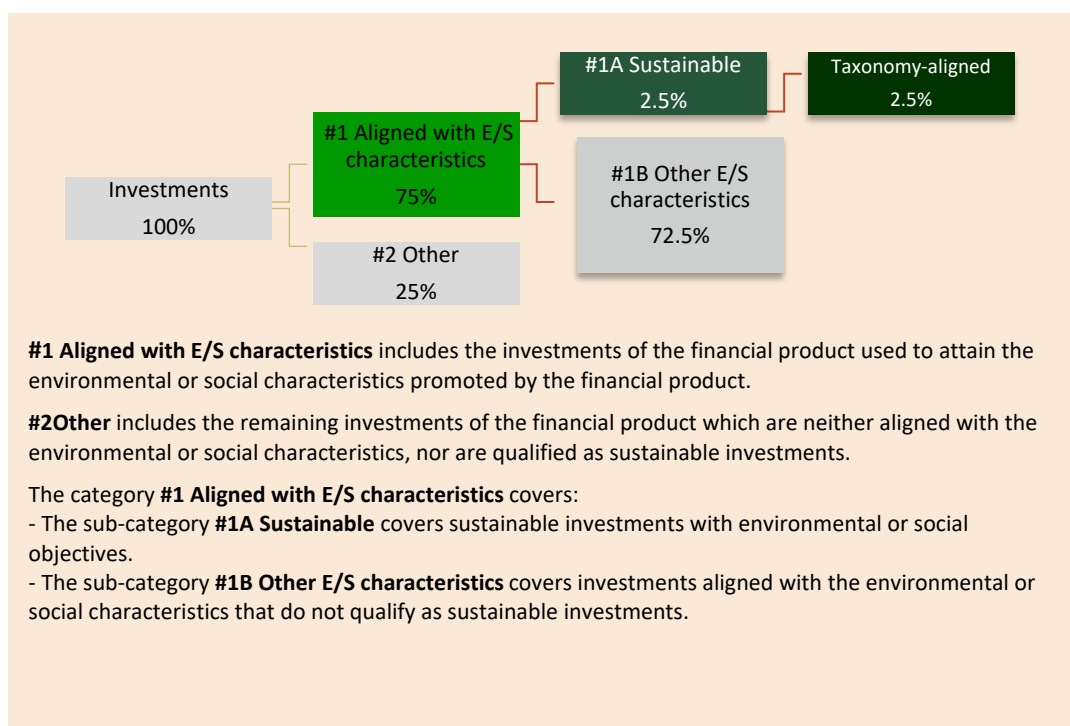 #1A Sustainable
2.5%
Taxonomy-aligned
2.5%
#1 Aligned with E/S
characteristics
75%
#1B Other E/S
characteristics
72.5%
Investments
100%
#2 Other
25%
#1 Aligned with E/S characteristics includes the investments of the financial product used to attain the
environmental or social characteristics promoted by the financial product.
#2Other includes the remaining investments of the financial product which are neither aligned with the
environmental or social characteristics, nor are qualified as sustainable investments.
The category #1 Aligned with E/S characteristics covers:
- The sub-category #1A Sustainable covers sustainable investments with environmental or social
objectives.
- The sub-category #1B Other E/S characteristics covers investments aligned with the environmental or
social characteristics that do not qualify as sustainable investments.